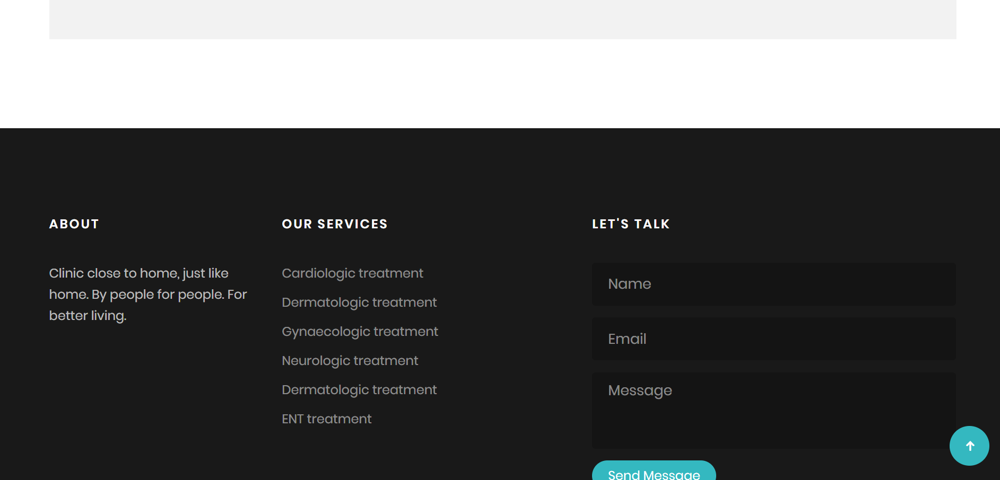 ABOUT
Clinic close to home, just like
home. By people for people. For
better living.
OUR SERVICES
Cardiologic treatment
Dermatologic treatment
Gynaecologic treatment
Neurologic treatment
Dermatologic treatment
ENT treatment
LET'S TALK
Name
Email
Message
Send Message